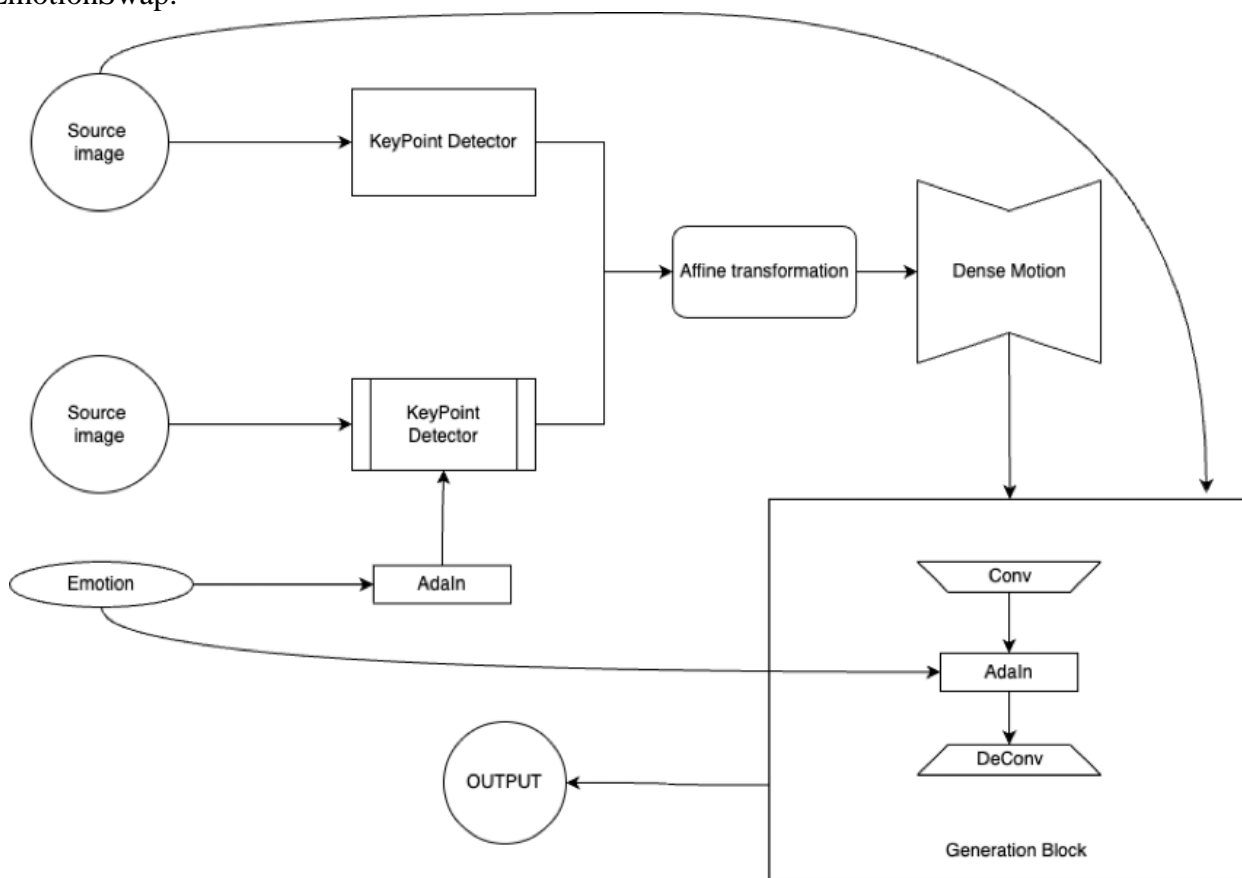 EmotionSwap.
Source
image
KeyPoint Detector
Affine transformation
Dense Motion
Source
image
KeyPoint
Detector
Emotion
AdaIn
Conv
AdaIn
DeConv
OUTPUT
Generation Block